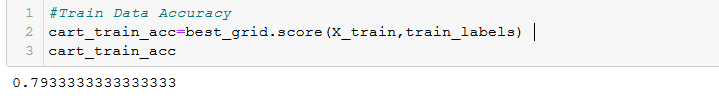 1 #Train Data Accuracy
2 cart_train_acc=best_grid.score(X_train,train_labels)
3 cart_train_acc
0.7933333333333333